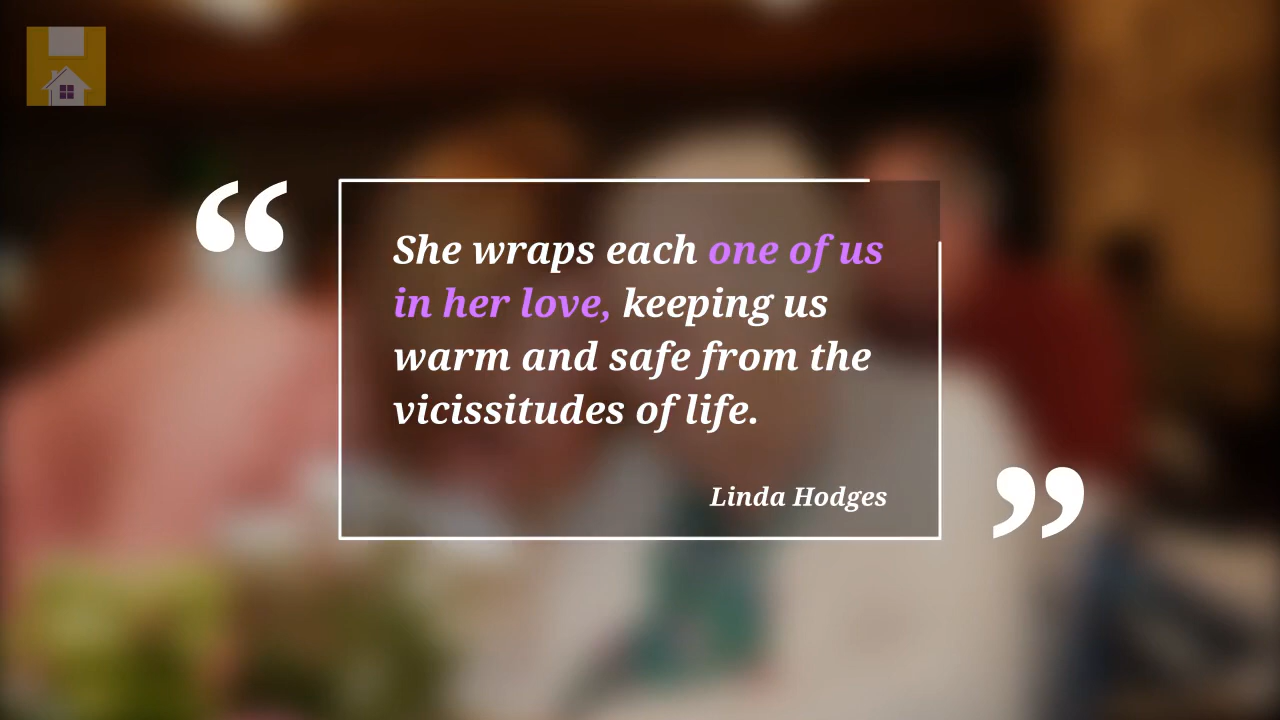 “
She wraps each one of us
in her love, keeping us
warm and safe from the
vicissitudes of life.
Linda Hodges
”